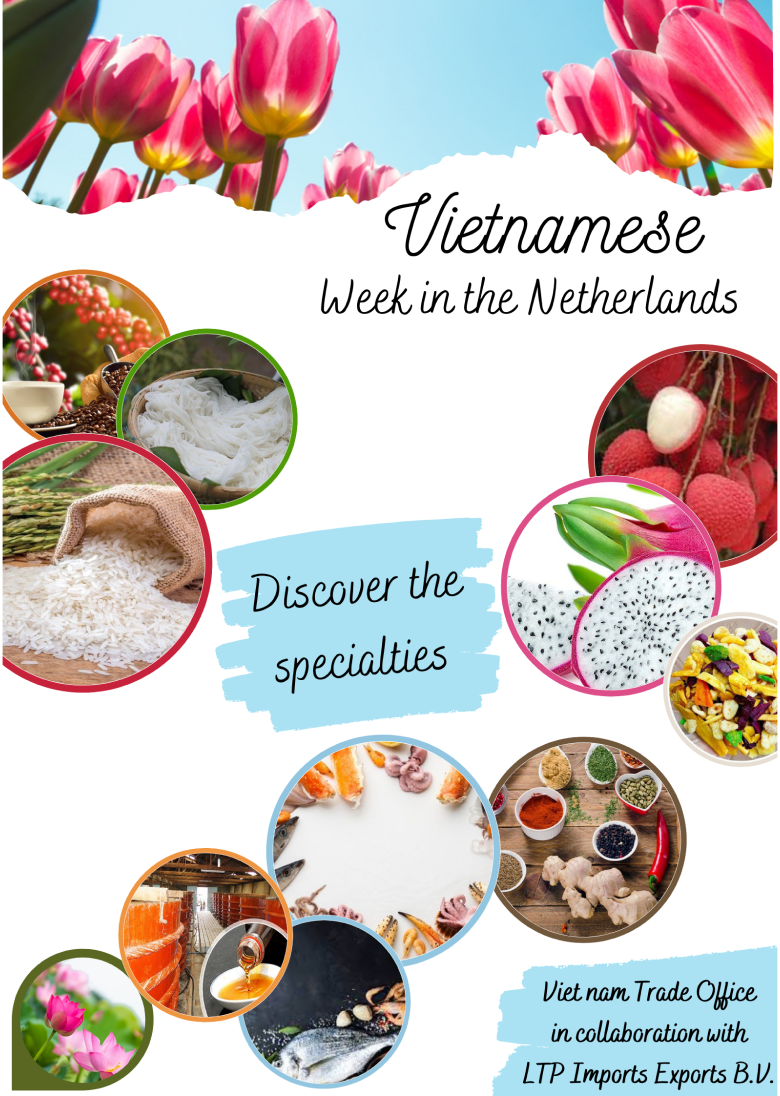 Vietnamese
Week in the Netherlands
Discover the
specialties
Viet nam Trade Office
in collaboration with
LTP Imports Exports B.V.